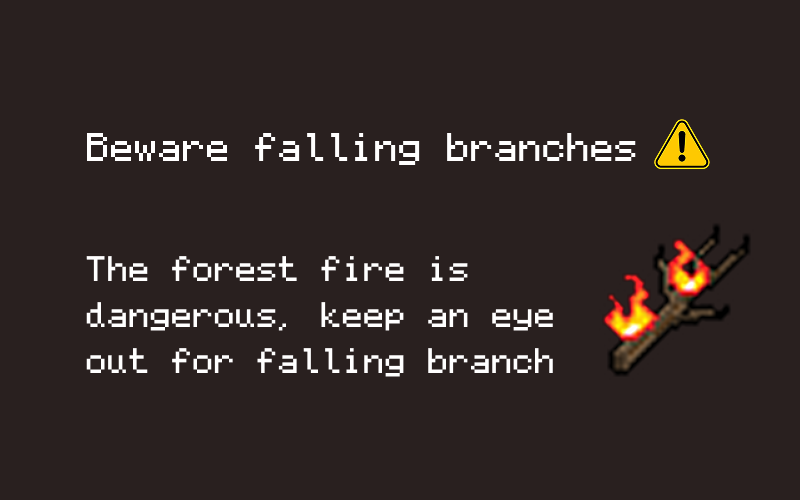 Beware falling branches
The forest fire is
dangerous, keep an eye
out for falling branch